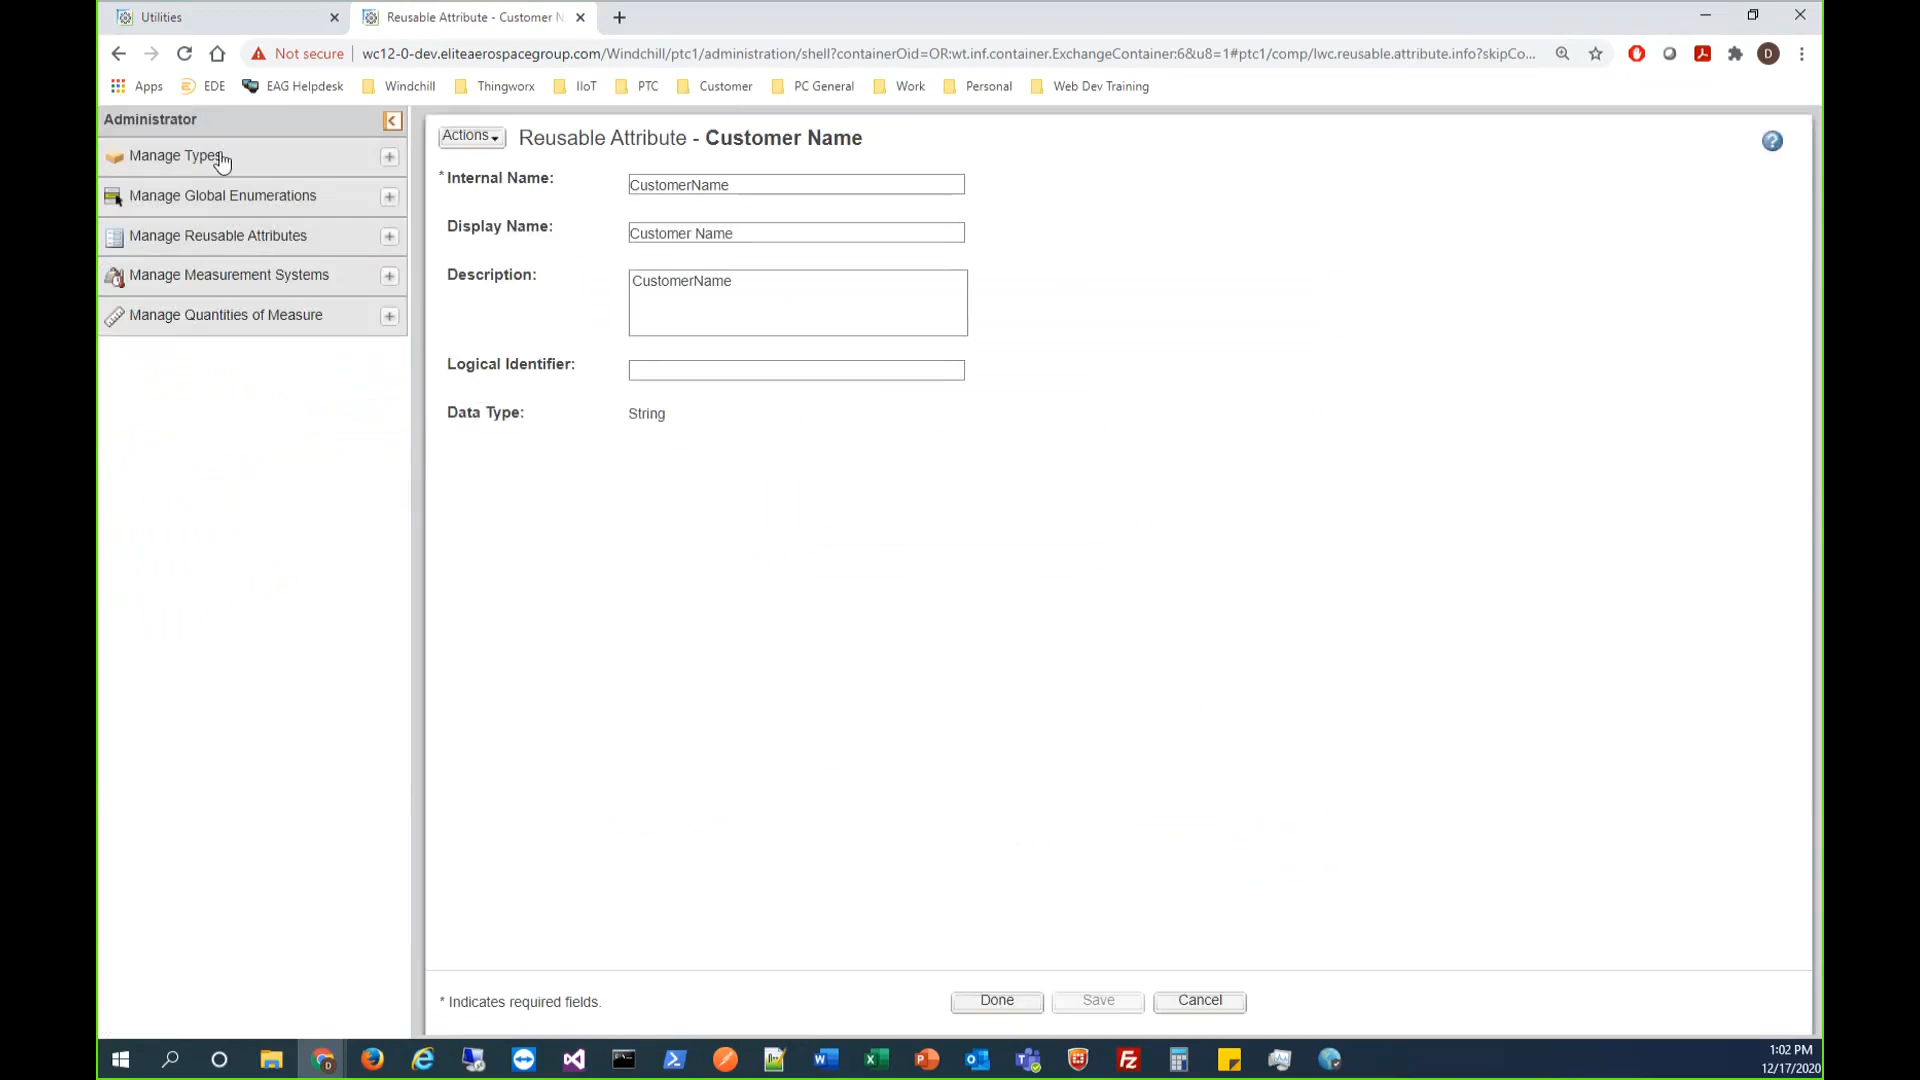 Utilities
Reusable Attribute - Customer N
Not secure
wc12-0-dev.eliteaerospacegroup.com/Windchill/ptc1/administration/shell?containerOid=OR:wt.inf.container.ExchangeContainer:6&u8=1#ptc1/comp/lwc.reusable.attribute.info?skipCo...
D
Apps EDE EAG Helpdesk Windchill Thingworx IIoT PTC Customer PC General Work Personal Web Dev Training
Administrator
Manage Types
Manage Global Enumerations
Manage Reusable Attributes
Manage Measurement Systems
Manage Quantities of Measure
Actions Reusable Attribute - Customer Name
* Internal Name: CustomerName
Display Name: Customer Name
Description: CustomerName
Logical Identifier:
Data Type: String
* Indicates required fields.
Done Save Cancel
1:02 PM
12/17/2020